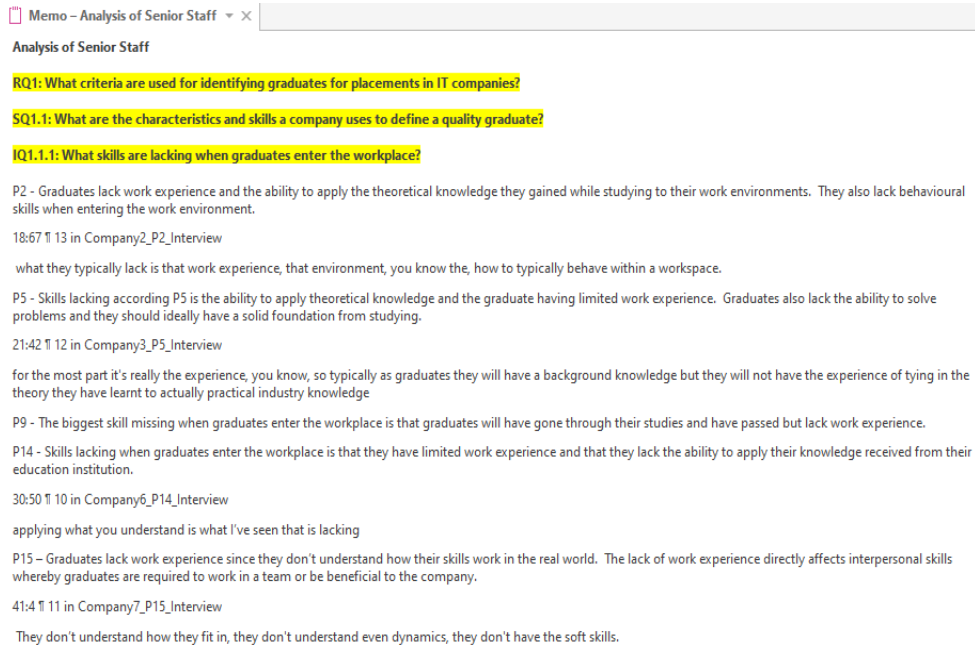 Memo – Analysis of Senior Staff
Analysis of Senior Staff
RQ1: What criteria are used for identifying graduates for placements in IT companies?
SQ1.1: What are the characteristics and skills a company uses to define a quality graduate?
IQ1.1.1: What skills are lacking when graduates enter the workplace?
P2 - Graduates lack work experience and the ability to apply the theoretical knowledge they gained while studying to their work environments. They also lack behavioural
skills when entering the work environment.
18:67 ¶ 13 in Company2_P2_Interview
what they typically lack is that work experience, that environment, you know the, how to typically behave within a workspace.
P5 - Skills lacking according P5 is the ability to apply theoretical knowledge and the graduate having limited work experience. Graduates also lack the ability to solve
problems and they should ideally have a solid foundation from studying.
21:42 ¶ 12 in Company3_P5_Interview
for the most part it's really the experience, you know, so typically as graduates they will have a background knowledge but they will not have the experience of tying in the
theory they have learnt to actually practical industry knowledge
P9 - The biggest skill missing when graduates enter the workplace is that graduates will have gone through their studies and have passed but lack work experience.
P14 - Skills lacking when graduates enter the workplace is that they have limited work experience and that they lack the ability to apply their knowledge received from their
education institution.
30:50 ¶ 10 in Company6_P14_Interview
applying what you understand is what I've seen that is lacking
P15 – Graduates lack work experience since they don't understand how their skills work in the real world. The lack of work experience directly affects interpersonal skills
whereby graduates are required to work in a team or be beneficial to the company.
41:4 ¶ 11 in Company7_P15_Interview
They don't understand how they fit in, they don't understand even dynamics, they don't have the soft skills.